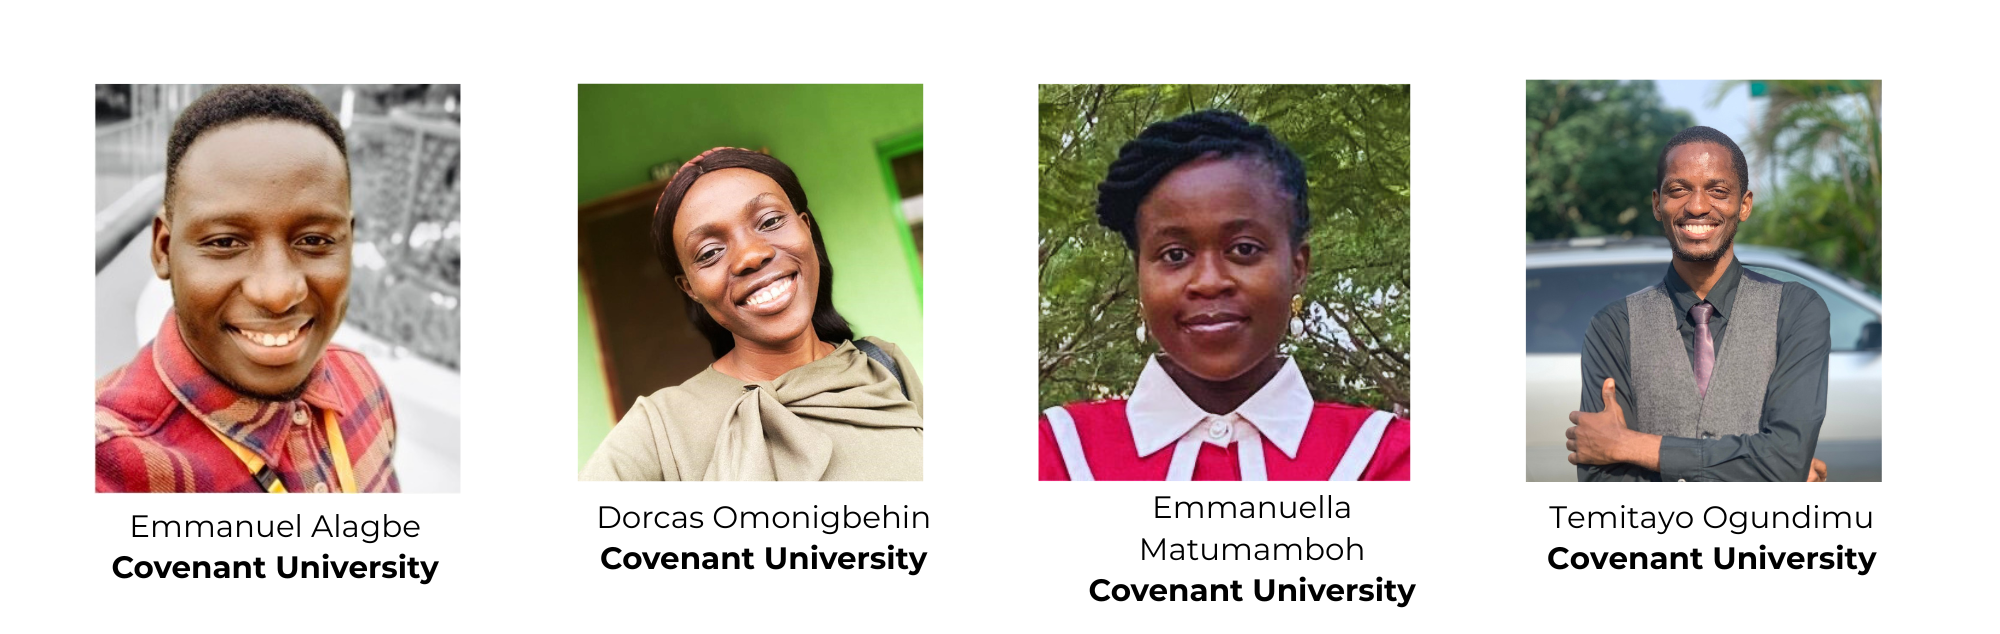 Emmanuel Alagbe
Covenant University
Dorcas Omonigbehin
Covenant University
Emmanuella
Matumamboh
Covenant University
Temitayo Ogundimu
Covenant University